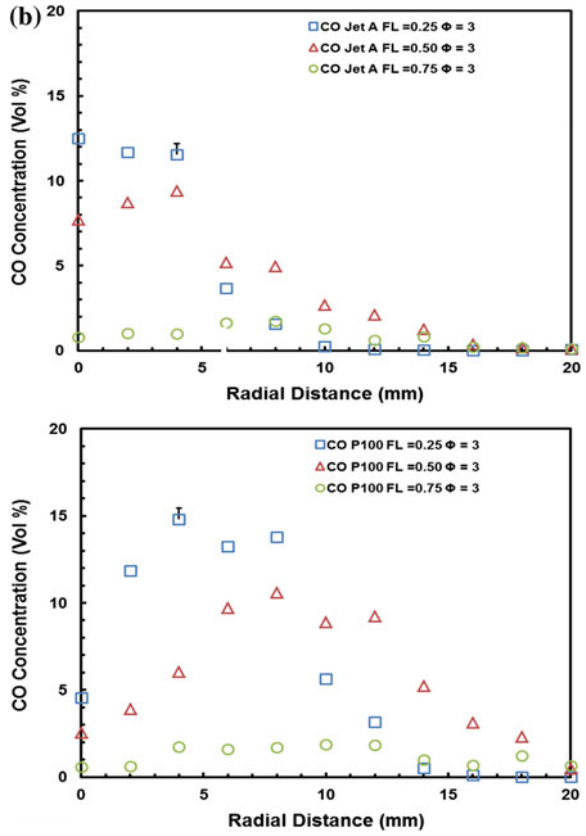 (b)
20
15
10
5
0
CO Concentration (Vol %)
CO Jet A FL =0.25 Φ = 3
CO Jet A FL =0.50 Φ = 3
CO Jet A FL =0.75 Φ = 3
0 5 10 15 20
Radial Distance (mm)
20
15
10
5
0
CO Concentration (Vol %)
CO P100 FL =0.25 Φ = 3
CO P100 FL =0.50 Φ = 3
CO P100 FL =0.75 Φ = 3
0 5 10 15 20
Radial Distance (mm)